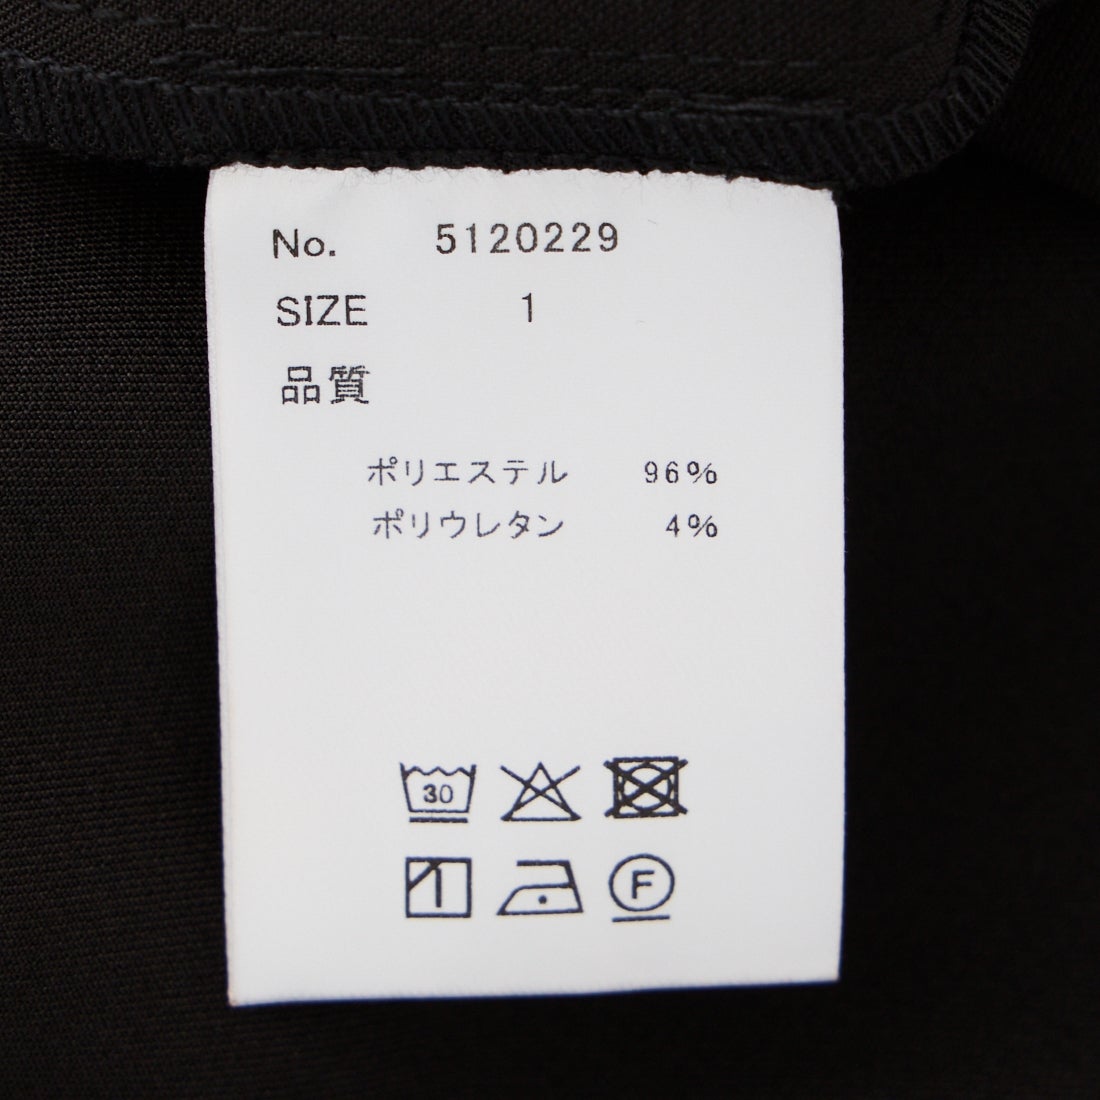 No. 5120229
SIZE 1
品質
ポリエステル 96%
ポリウレタン 4%
30
F